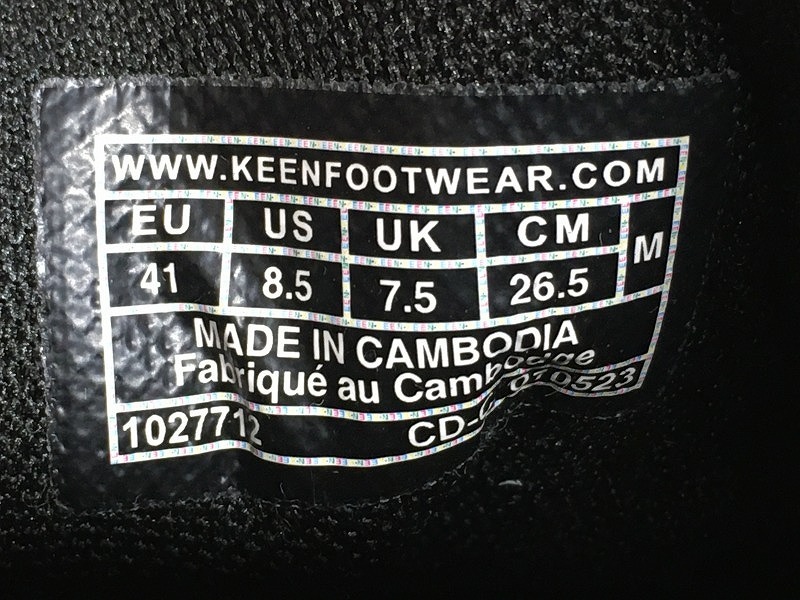 WWW.KEENFOOTWEAR.COM
EU US UK CM M
41 8.5 7.5 26.5
MADE IN CAMBODIA
Fabriqué au Cambodge
1027712